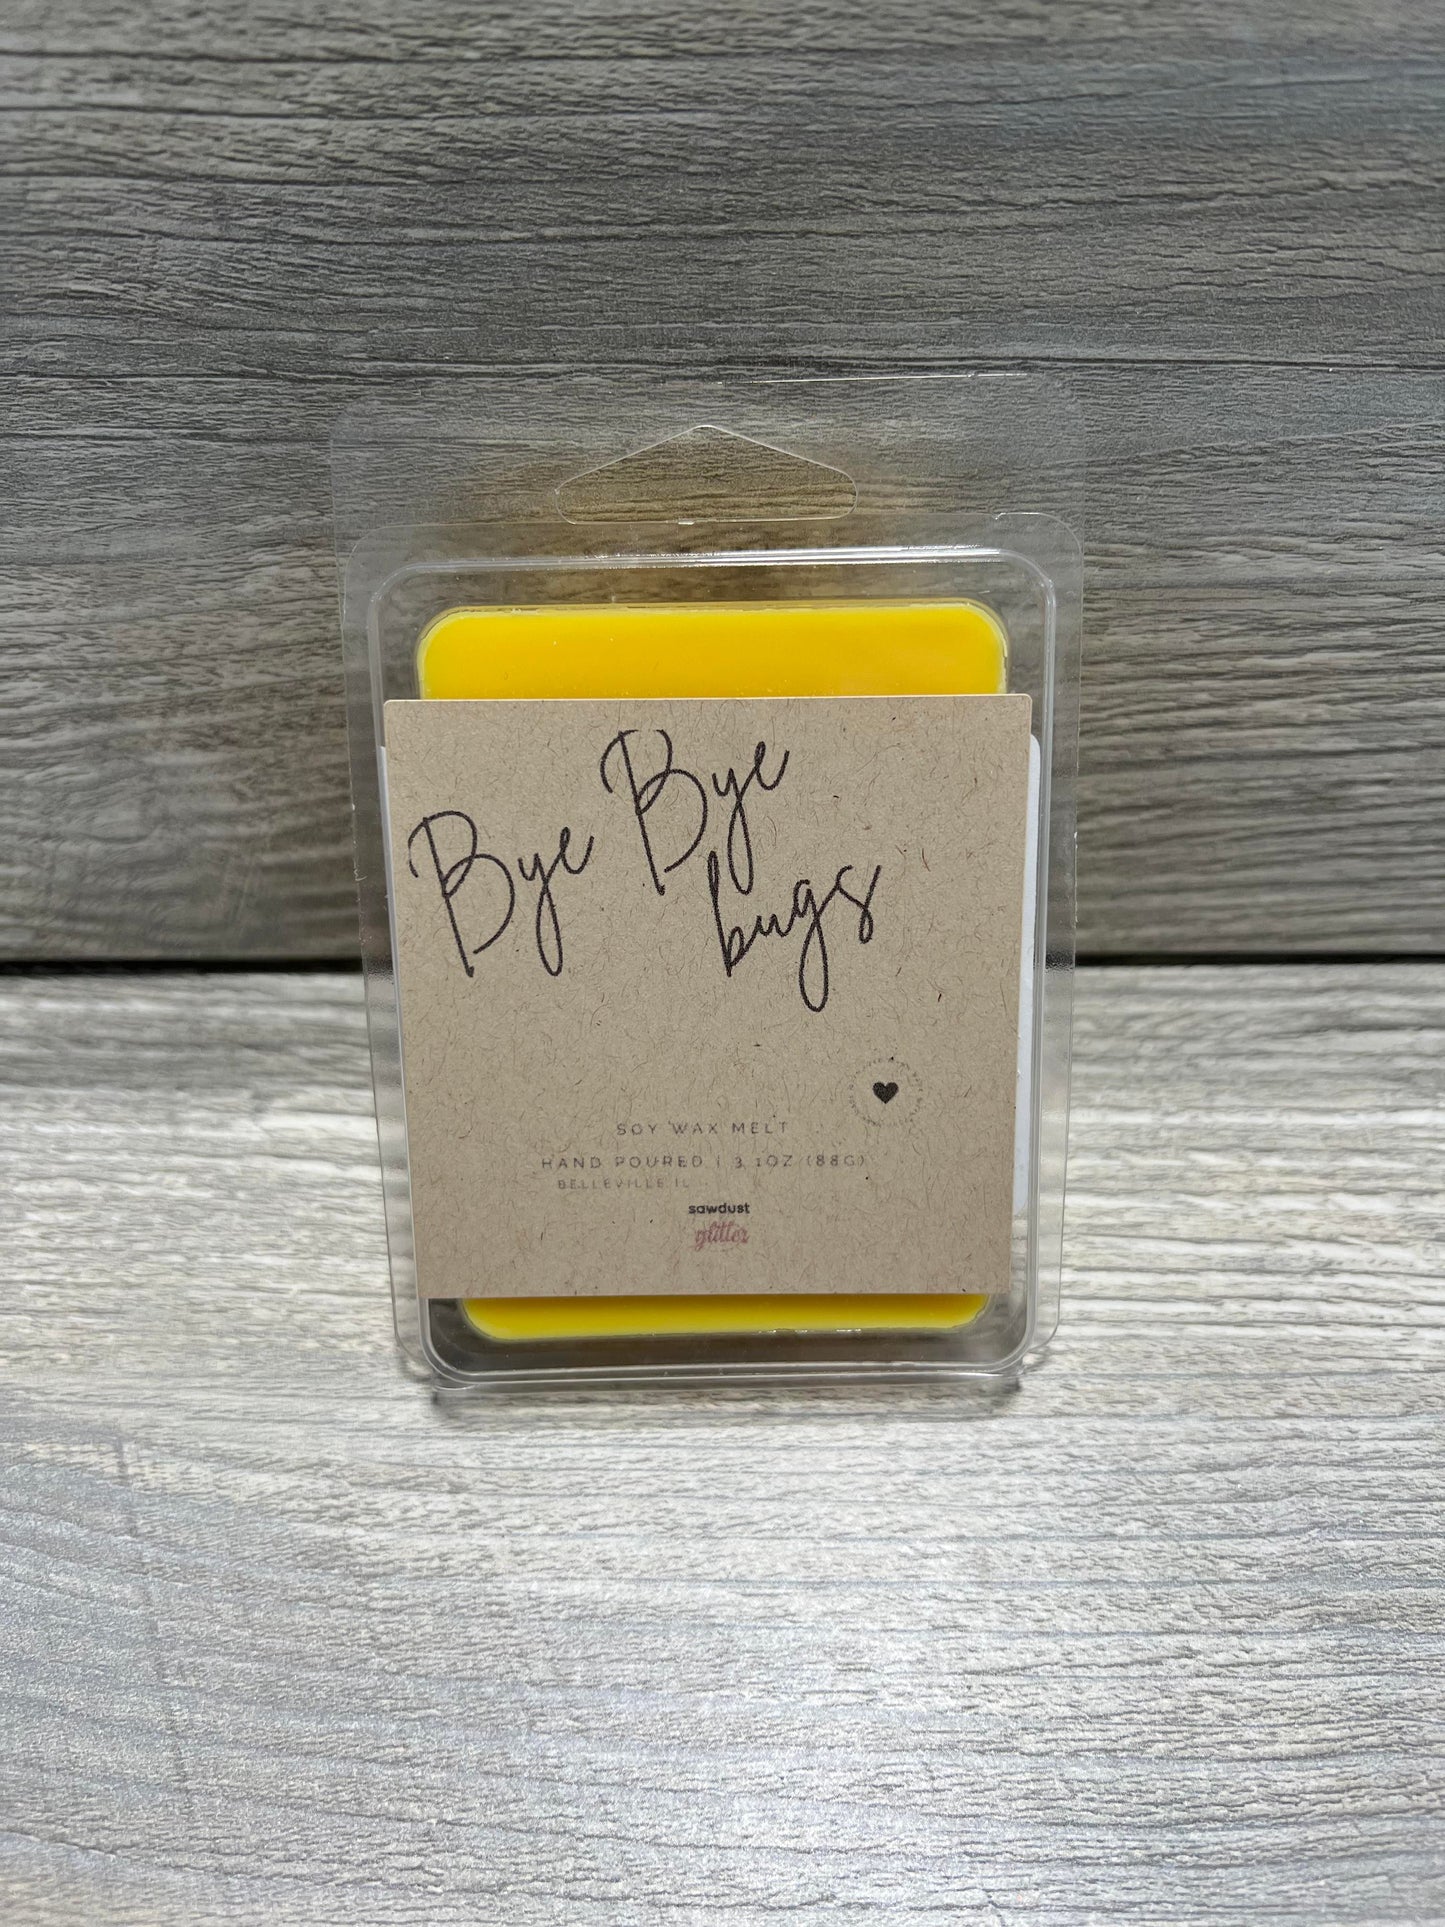 Bye Bye
bugs
SOY WAX MELT
HAND POURED | 3.1OZ (88G)
BELLEVILLE IL
sawdust
glitter